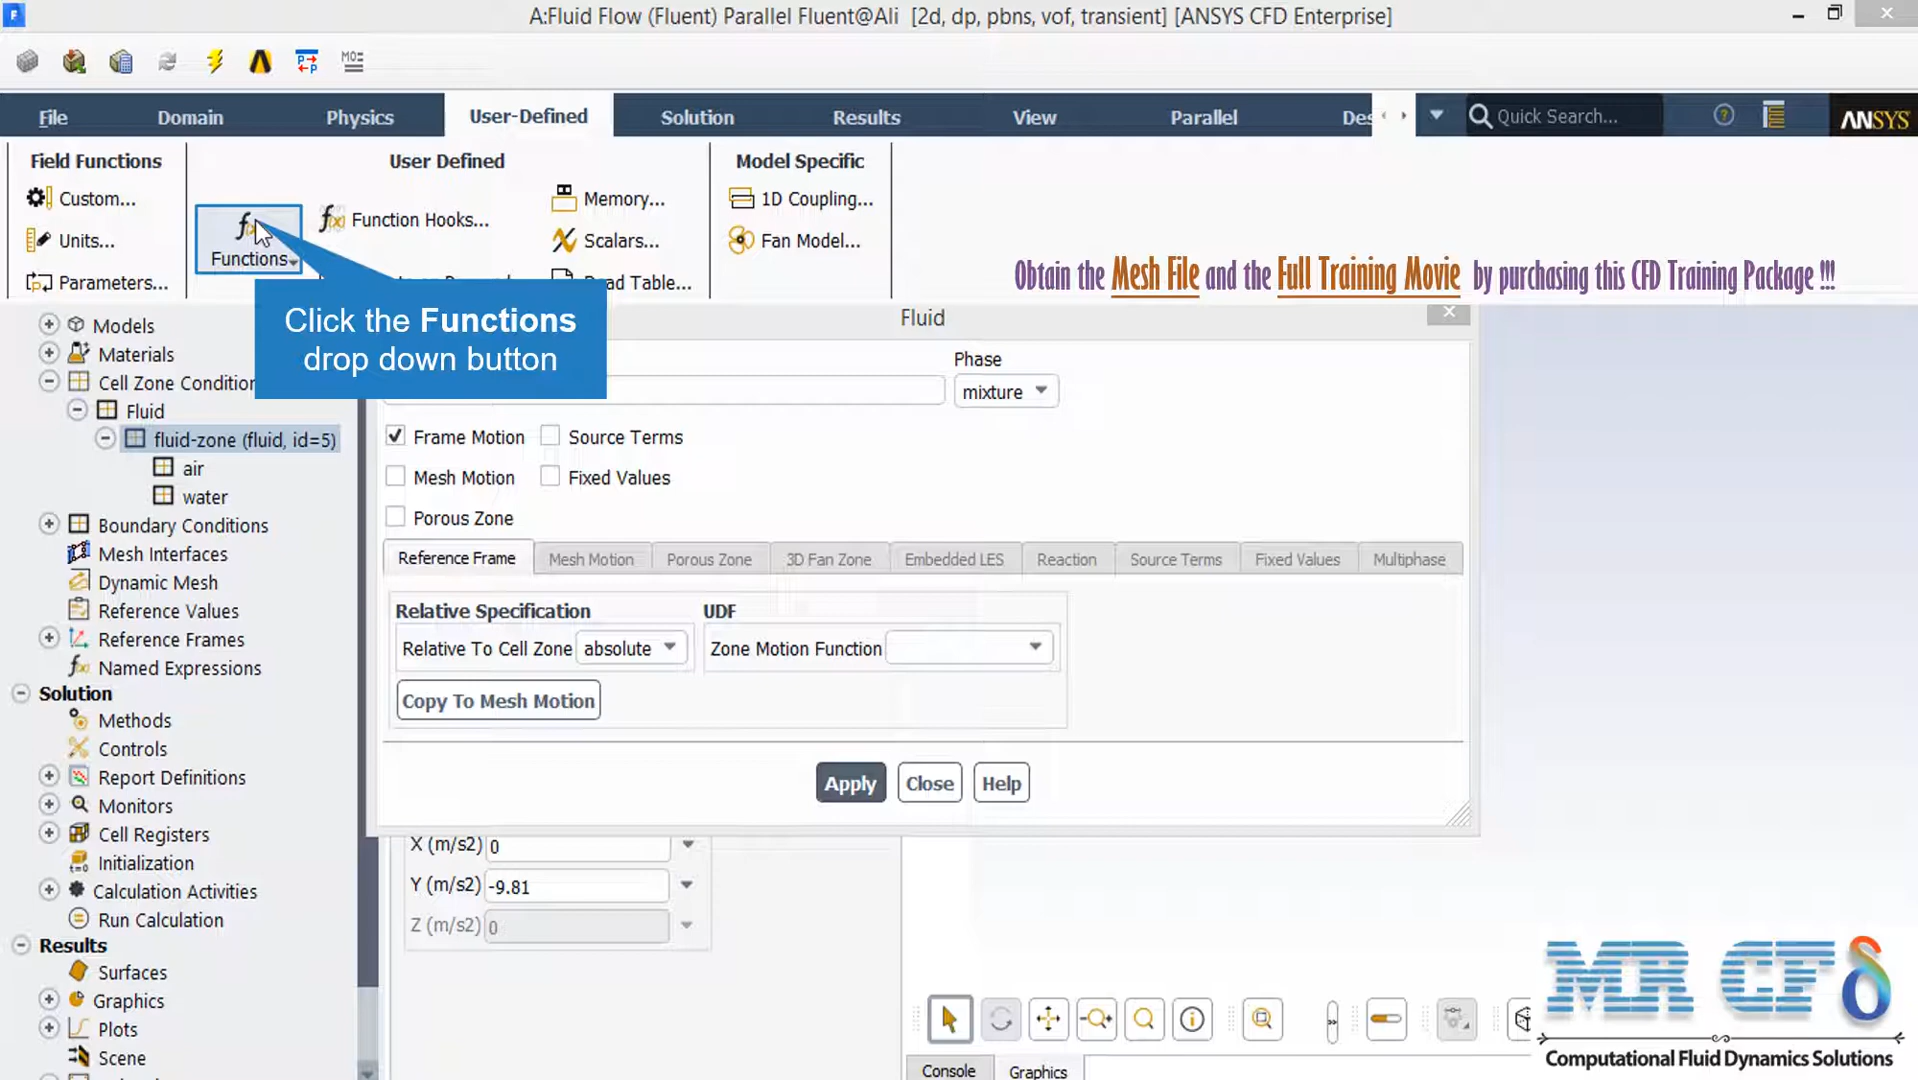 A:Fluid Flow (Fluent) Parallel Fluent@Ali [2d, dp, pbns, vof, transient] [ANSYS CFD Enterprise]
File Domain Physics User-Defined Solution Results View Parallel Des Quick Search... ANSYS
Field Functions
Custom...
Units...
Parameters...
User Defined
Functions
Function Hooks...
Memory...
Scalars...
Read Table...
Model Specific
1D Coupling...
Fan Model...
Obtain the Mesh File and the Full Training Movie by purchasing this CFD Training Package !!!
Click the Functions
drop down button
Models
Materials
Cell Zone Condition
Fluid
fluid-zone (fluid, id=5)
air
water
Boundary Conditions
Mesh Interfaces
Dynamic Mesh
Reference Values
Reference Frames
Named Expressions
Solution
Methods
Controls
Report Definitions
Monitors
Cell Registers
Initialization
Calculation Activities
Run Calculation
Results
Surfaces
Graphics
Plots
Scene
Fluid
Phase
mixture
Frame Motion Source Terms
Mesh Motion Fixed Values
Porous Zone
Reference Frame Mesh Motion Porous Zone 3D Fan Zone Embedded LES Reaction Source Terms Fixed Values Multiphase
Relative Specification UDF
Relative To Cell Zone absolute Zone Motion Function
Copy To Mesh Motion
Apply Close Help
X (m/s2) 0
Y (m/s2) -9.81
Z (m/s2) 0
Console Graphics
MR CFD
Computational Fluid Dynamics Solutions